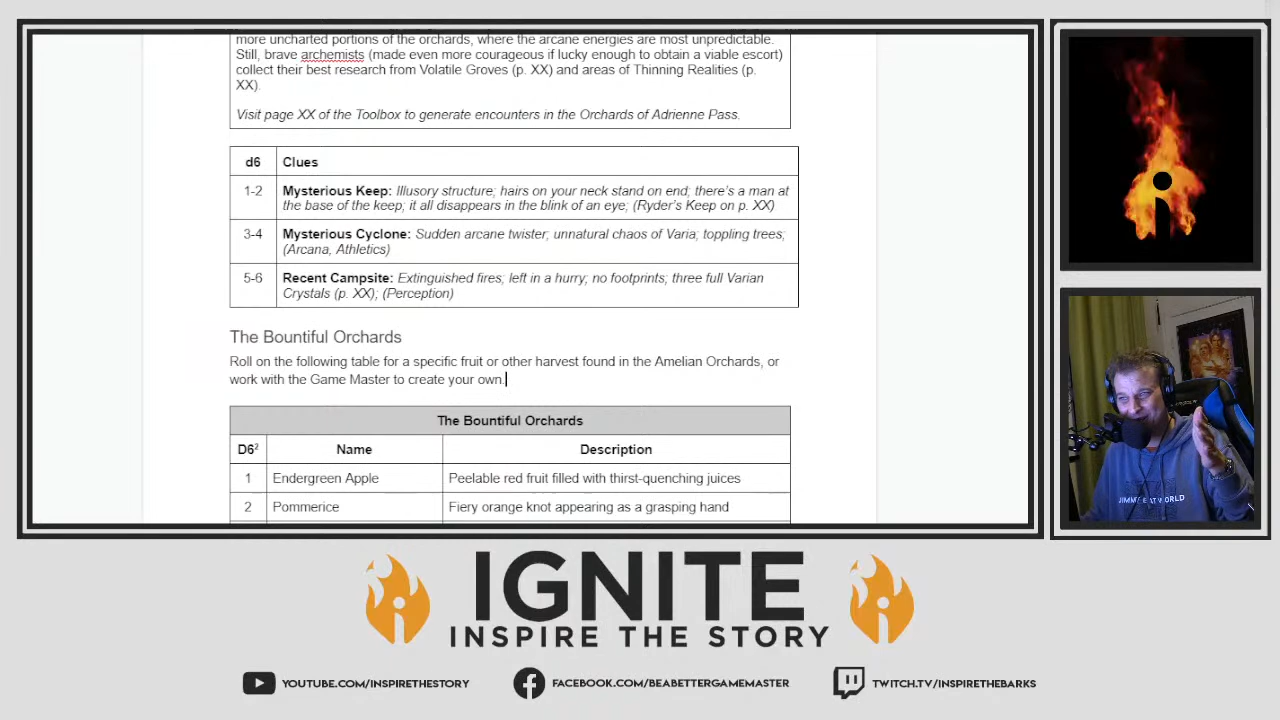 more uncharted portions of the orchards, where the arcane energies are most unpredictable.
Still, brave archemists (made even more courageous if lucky enough to obtain a viable escort)
collect their best research from Volatile Groves (p. XX) and areas of Thinning Realities (p.
XX).
Visit page XX of the Toolbox to generate encounters in the Orchards of Adrienne Pass.
d6 Clues
1-2 Mysterious Keep: Illusory structure; hairs on your neck stand on end; there's a man at
the base of the keep; it all disappears in the blink of an eye; (Ryder's Keep on p. XX)
3-4 Mysterious Cyclone: Sudden arcane twister; unnatural chaos of Varia; toppling trees;
(Arcana, Athletics)
5-6 Recent Campsite: Extinguished fires; left in a hurry; no footprints; three full Varian
Crystals (p. XX); (Perception)
The Bountiful Orchards
Roll on the following table for a specific fruit or other harvest found in the Amelian Orchards, or
work with the Game Master to create your own.
The Bountiful Orchards
D6² Name Description
1 Endergreen Apple Peelable red fruit filled with thirst-quenching juices
2 Pommerice Fiery orange knot appearing as a grasping hand
IGNITE
INSPIRE THE STORY
YOUTUBE.COM/INSPIRETHESTORY FACEBOOK.COM/BEABETTERGAMEMASTER TWITCH.TV/INSPIRETHEBARKS